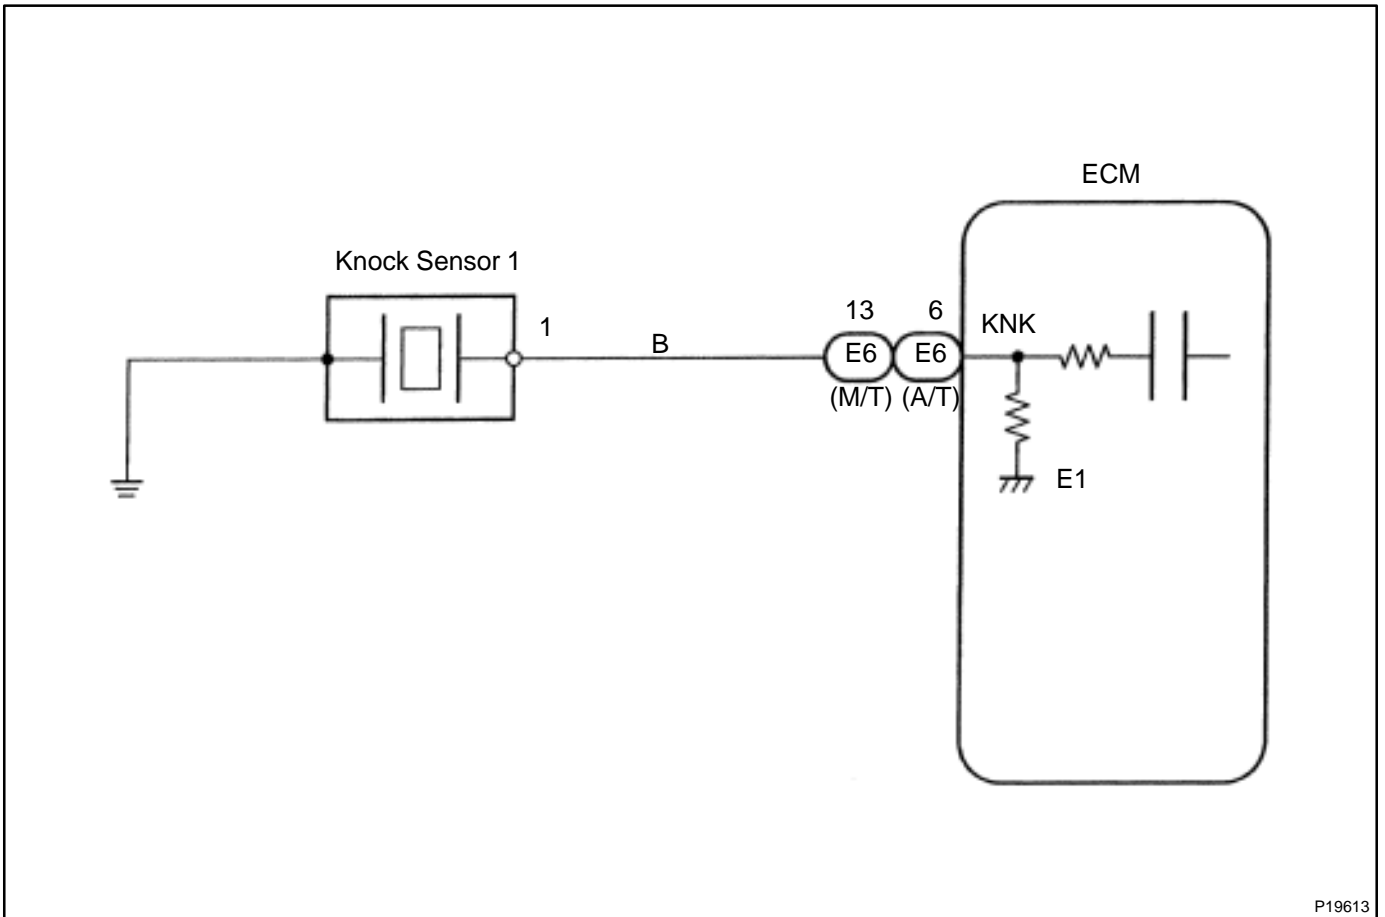 ECM
Knock Sensor 1
1
B
13
6
E6
E6
(M/T)
(A/T)
KNK
E1
P19613